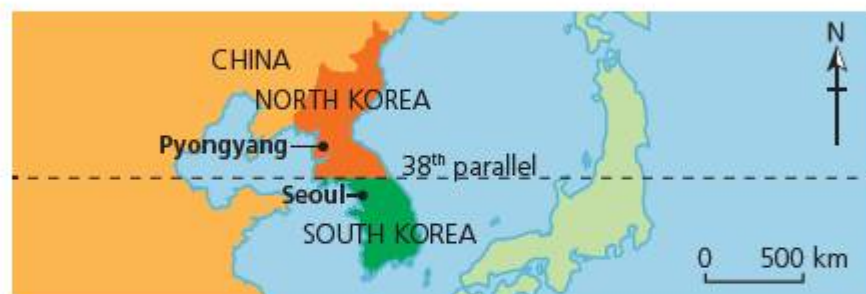 N
CHINA
NORTH KOREA
Pyongyang
38th parallel
Seoul
SOUTH KOREA
0 500 km